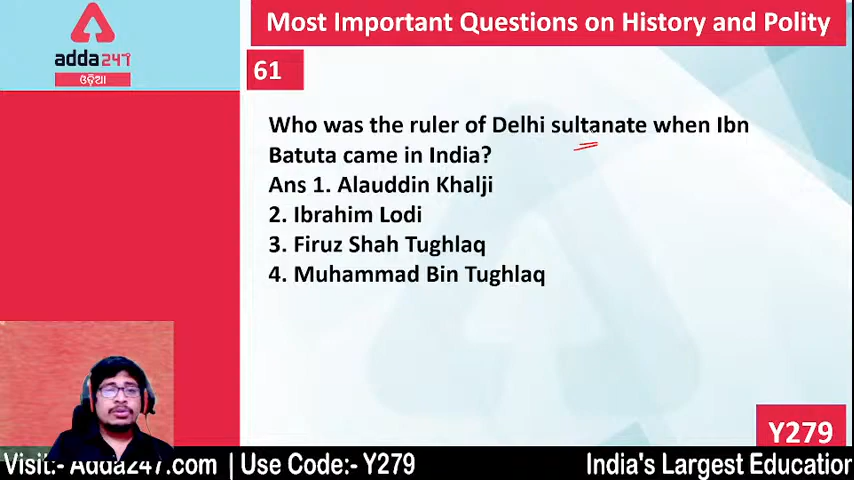 Most Important Questions on History and Polity
adda247
ଓଡ଼ିଆ
61
Who was the ruler of Delhi sultanate when Ibn
Batuta came in India?
Ans 1. Alauddin Khalji
2. Ibrahim Lodi
3. Firuz Shah Tughlaq
4. Muhammad Bin Tughlaq
Y279
Visit:- Adda247.com | Use Code:- Y279 India's Largest Education